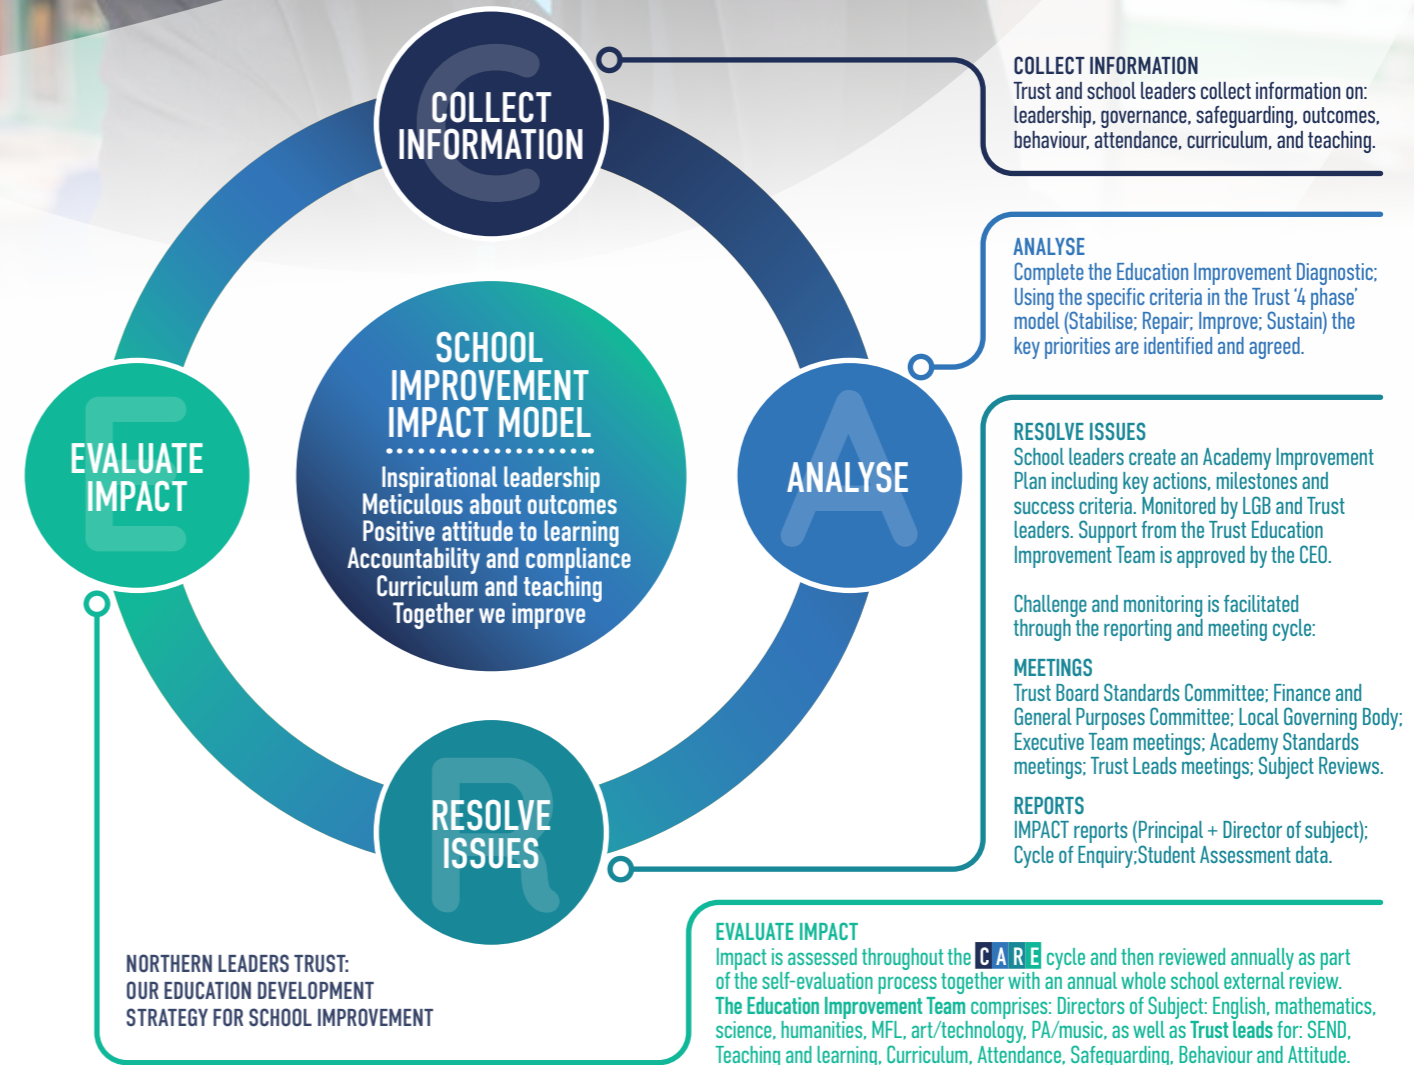 COLLECT
INFORMATION
COLLECT INFORMATION
Trust and school leaders collect information on:
leadership, governance, safeguarding, outcomes,
behaviour, attendance, curriculum, and teaching.
ANALYSE
ANALYSE
Complete the Education Improvement Diagnostic;
Using the specific criteria in the Trust ‘4 phase’
model (Stabilise; Repair; Improve; Sustain) the
key priorities are identified and agreed.
SCHOOL
IMPROVEMENT
IMPACT MODEL
Inspirational leadership
Meticulous about outcomes
Positive attitude to learning
Accountability and compliance
Curriculum and teaching
Together we improve
EVALUATE
IMPACT
RESOLVE
ISSUES
RESOLVE ISSUES
School leaders create an Academy Improvement
Plan including key actions, milestones and
success criteria. Monitored by LGB and Trust
leaders. Support from the Trust Education
Improvement Team is approved by the CEO.
Challenge and monitoring is facilitated
through the reporting and meeting cycle:
MEETINGS
Trust Board Standards Committee; Finance and
General Purposes Committee; Local Governing Body;
Executive Team meetings; Academy Standards
meetings; Trust Leads meetings; Subject Reviews.
REPORTS
IMPACT reports (Principal + Director of subject);
Cycle of Enquiry;Student Assessment data.
EVALUATE IMPACT
Impact is assessed throughout the CARE cycle and then reviewed annually as part
of the self-evaluation process together with an annual whole school external review.
The Education Improvement Team comprises: Directors of Subject: English, mathematics,
science, humanities, MFL, art/technology, PA/music, as well as Trust leads for: SEND,
Teaching and learning, Curriculum, Attendance, Safeguarding, Behaviour and Attitude.
NORTHERN LEADERS TRUST:
OUR EDUCATION DEVELOPMENT
STRATEGY FOR SCHOOL IMPROVEMENT
C
A
R
E